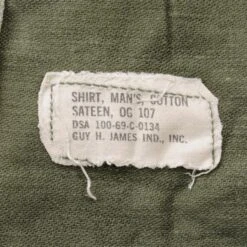 SHIRT, MAN'S, COTTON
SATEEN, OG 107
DSA 100-69-C-0134
GUY H. JAMES IND., INC.